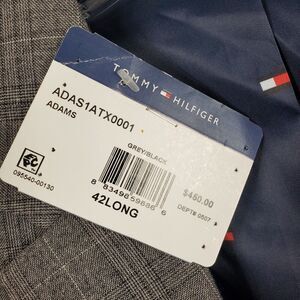 TOMMY HILFIGER
ADAS1ATX0001
ADAMS
GREY/BLACK
095540-00130
8 83496 59686 6
$450.00
DEPT# 0507
42LONG